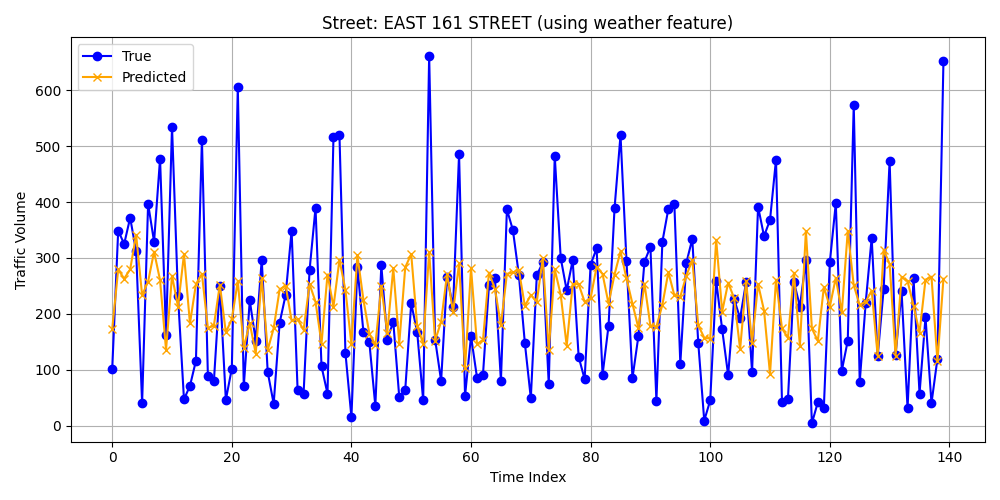 Street: EAST 161 STREET (using weather feature)
True
Predicted
Traffic Volume
600
500
400
300
200
100
0
0 20 40 60 80 100 120 140
Time Index